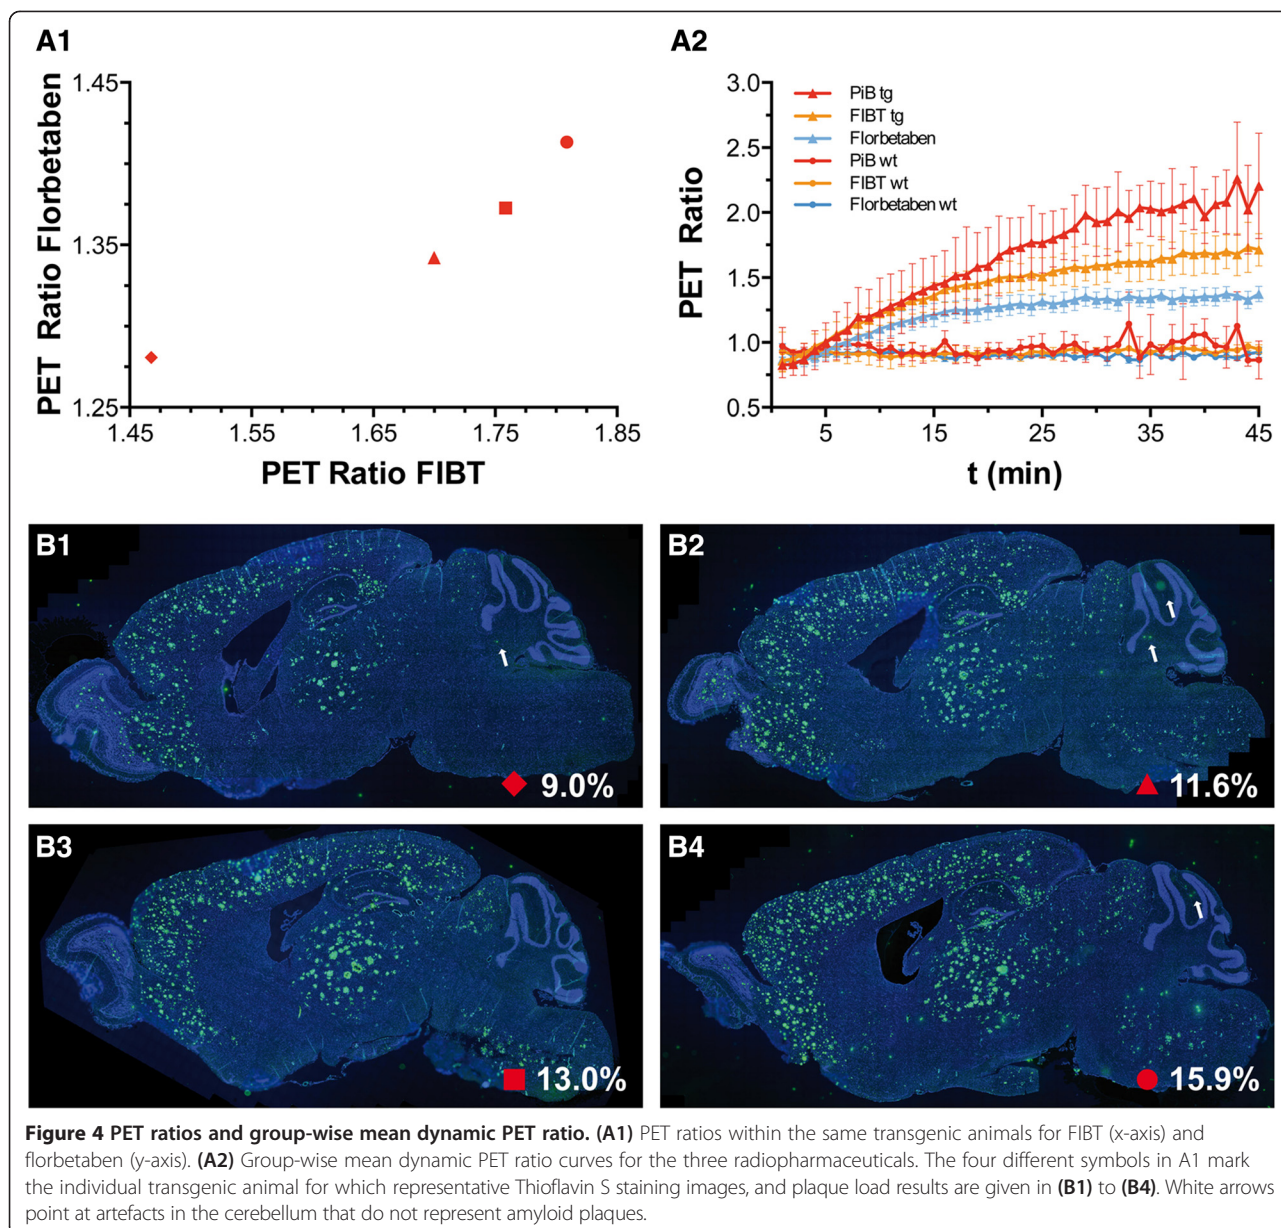 A1
PET Ratio Florbetaben
1.45
1.35
1.25
1.45 1.55 1.65 1.75 1.85
PET Ratio FIBT
A2
PET Ratio
3.0
2.5
2.0
1.5
1.0
0.5
PiB tg
FIBT tg
Florbetaben
PiB wt
FIBT wt
Florbetaben wt
5 15 25 35 45
t (min)
B1
9.0%
B2
11.6%
B3
13.0%
B4
15.9%
Figure 4 PET ratios and group-wise mean dynamic PET ratio. (A1) PET ratios within the same transgenic animals for FIBT (x-axis) and
florbetaben (y-axis). (A2) Group-wise mean dynamic PET ratio curves for the three radiopharmaceuticals. The four different symbols in A1 mark
the individual transgenic animal for which representative Thioflavin S staining images, and plaque load results are given in (B1) to (B4). White arrows
point at artefacts in the cerebellum that do not represent amyloid plaques.